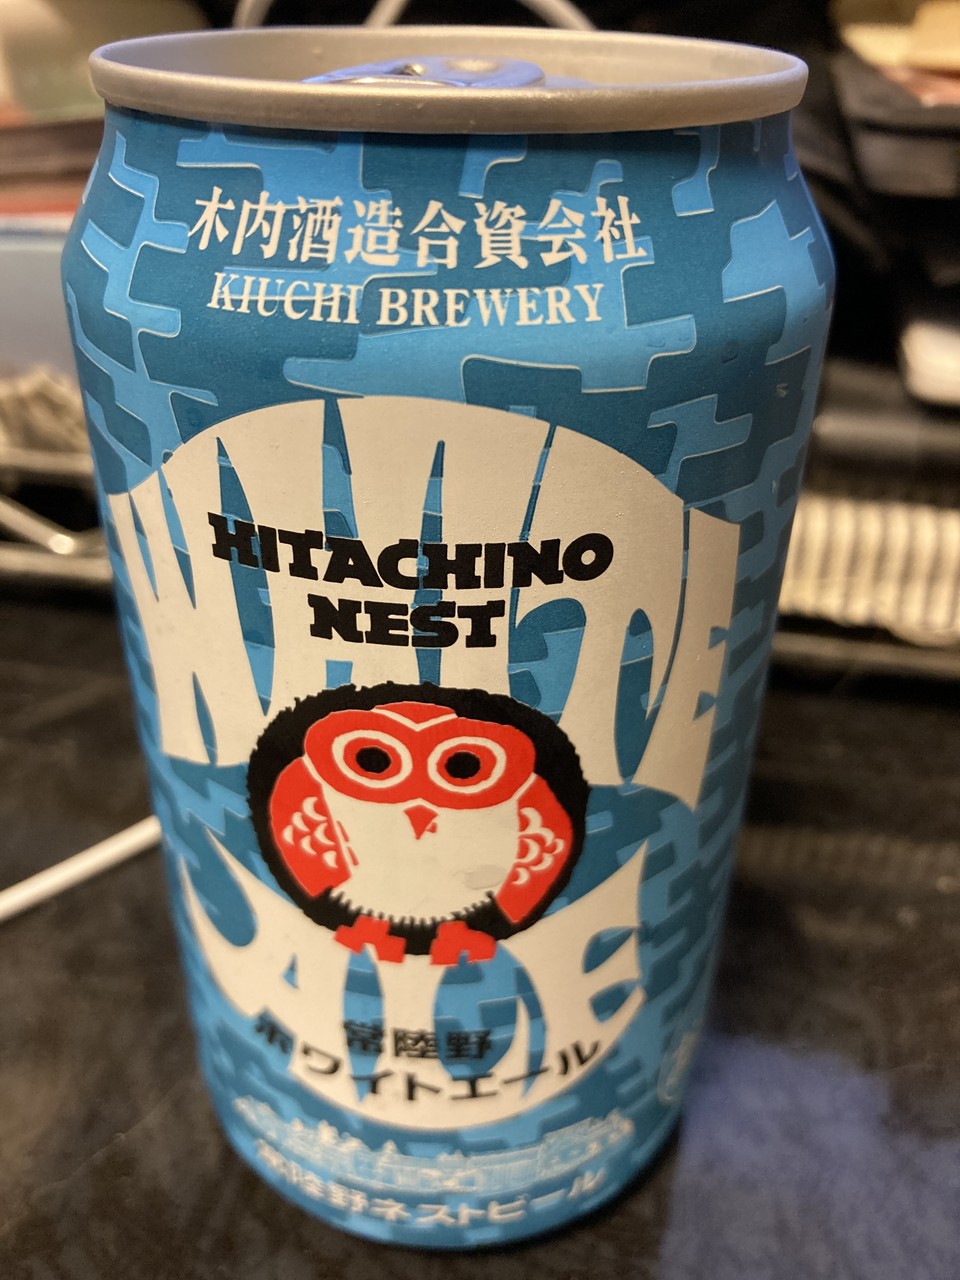 木内酒造合資会社
KIUCHI BREWERY
WHITE
HITACHINO
NEST
ALE
常陸野
ホワイトエール
常陸野ネストビール